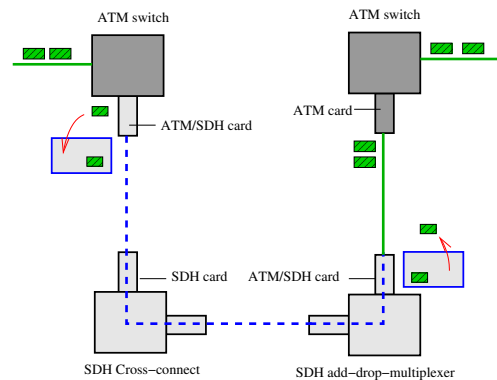 ATM switch
ATM switch
ATM card
ATM/SDH card
SDH card
ATM/SDH card
SDH Cross−connect
SDH add−drop−multiplexer